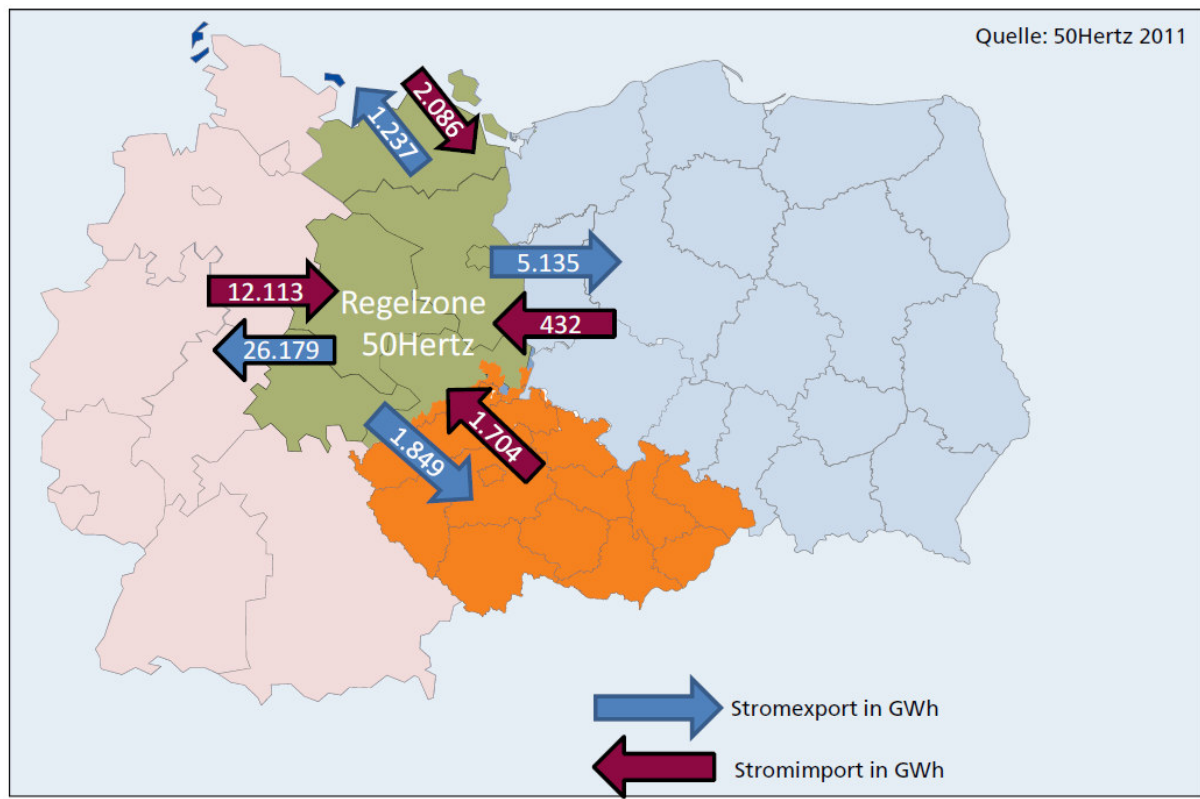 Quelle: 50Hertz 2011
2.086
1.237
5.135
12.113
Regelzone
50Hertz
432
26.179
1.704
1.849
Stromexport in GWh
Stromimport in GWh